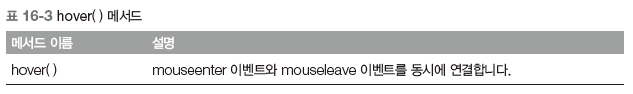 표 16-3 hover( ) 메서드
메서드 이름 설명
hover( ) mouseenter 이벤트와 mouseleave 이벤트를 동시에 연결합니다.